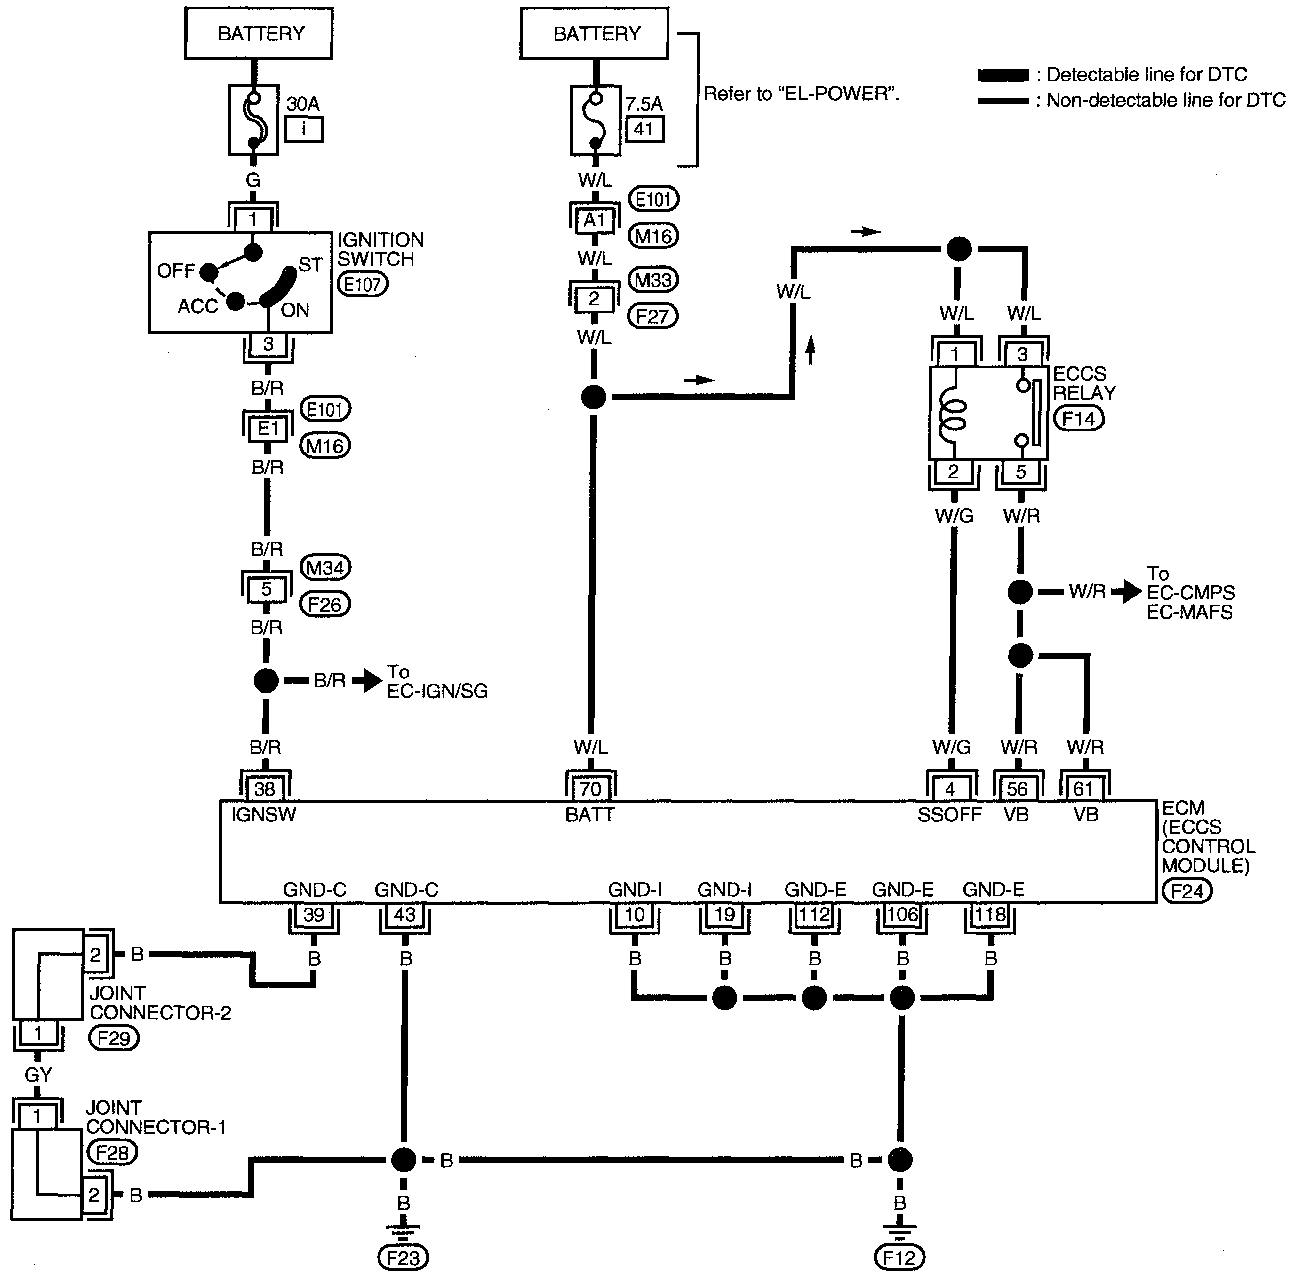 BATTERY
BATTERY
: Detectable line for DTC
: Non-detectable line for DTC
Refer to "EL-POWER".
30A
i
7.5A
41
G
W/L
1
A1
E101
M16
IGNITION
SWITCH
E107
OFF
ST
ACC
ON
3
W/L
2
M33
F27
W/L
W/L
W/L
W/L
1
3
ECCS
RELAY
F14
2
5
B/R
E1
E101
M16
B/R
B/R
5
M34
F26
B/R
B/R
To
EC-IGN/SG
B/R
W/L
W/G
W/R
W/R
To
EC-CMPS
EC-MAFS
W/G
W/R
W/R
38
70
4
56
61
IGNSW
BATT
SSOFF
VB
VB
ECM
(ECCS
CONTROL
MODULE)
F24
GND-C
GND-C
GND-I
GND-I
GND-E
GND-E
GND-E
39
43
10
19
112
106
118
B
B
B
B
B
B
B
2
B
JOINT
CONNECTOR-2
F29
1
GY
1
JOINT
CONNECTOR-1
F28
2
B
B
B
B
B
F23
F12